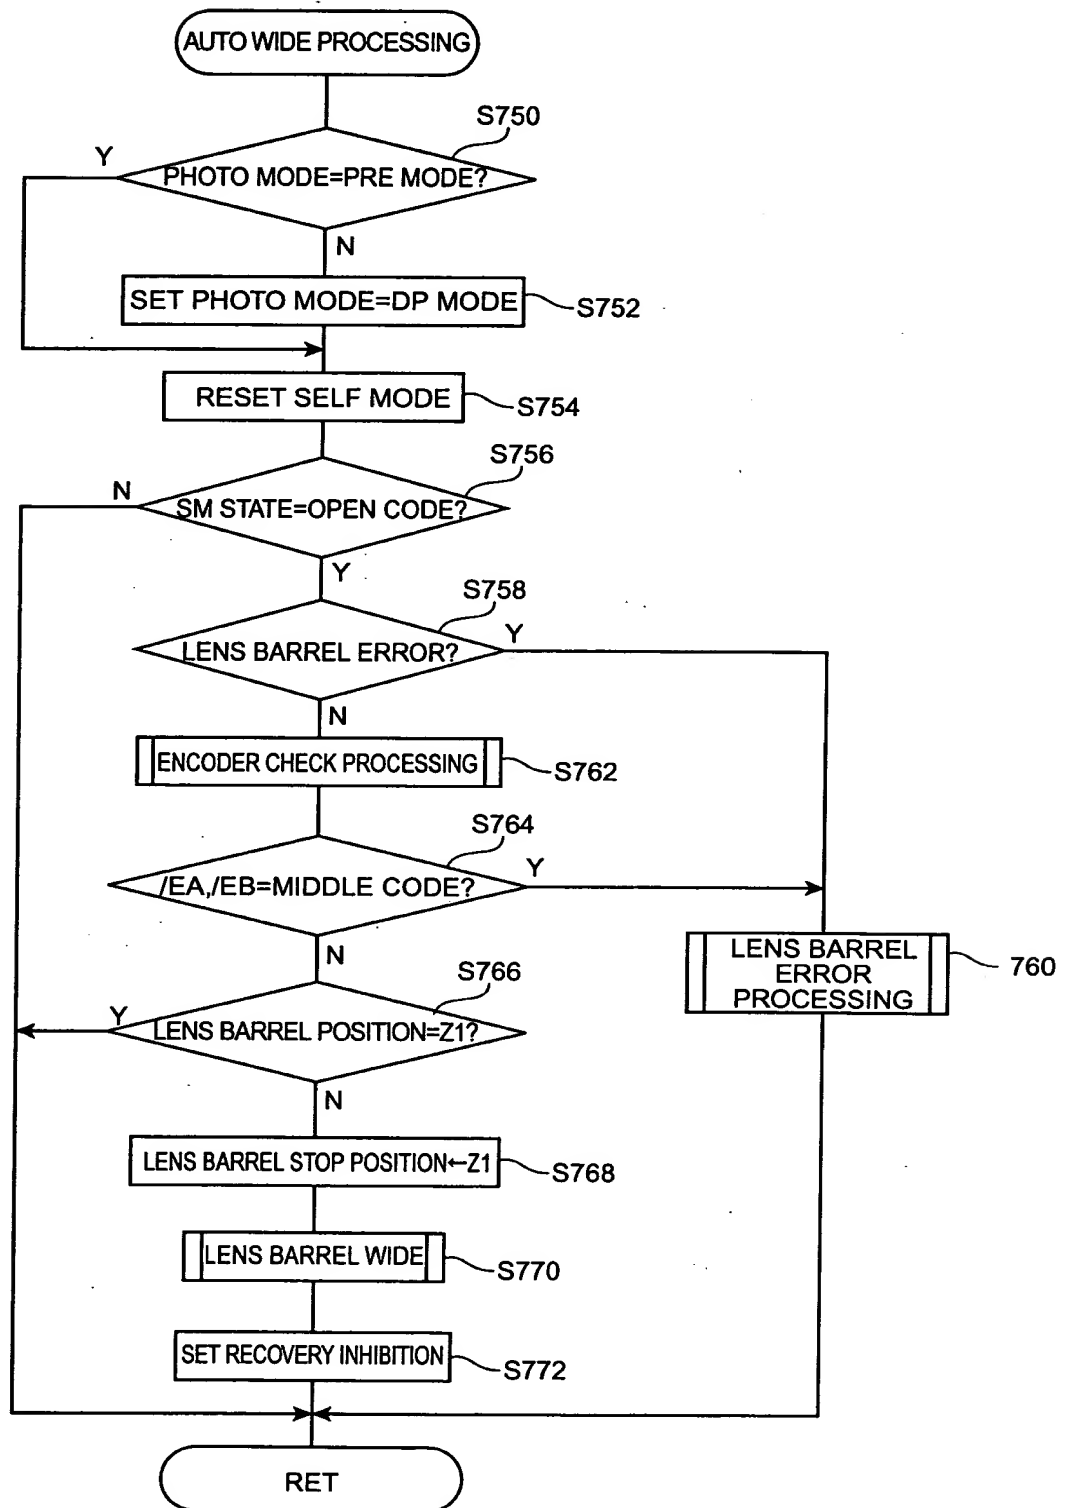 AUTO WIDE PROCESSING
S750
Y
PHOTO MODE=PRE MODE?
N
SET PHOTO MODE=DP MODE
S752
RESET SELF MODE
S754
S756
N
SM STATE=OPEN CODE?
Y
S758
Y
LENS BARREL ERROR?
N
ENCODER CHECK PROCESSING
S762
S764
Y
/EA,/EB=MIDDLE CODE?
N
LENS BARREL
ERROR
PROCESSING
760
S766
Y
LENS BARREL POSITION=Z1?
N
LENS BARREL STOP POSITION←Z1
S768
LENS BARREL WIDE
S770
SET RECOVERY INHIBITION
S772
RET